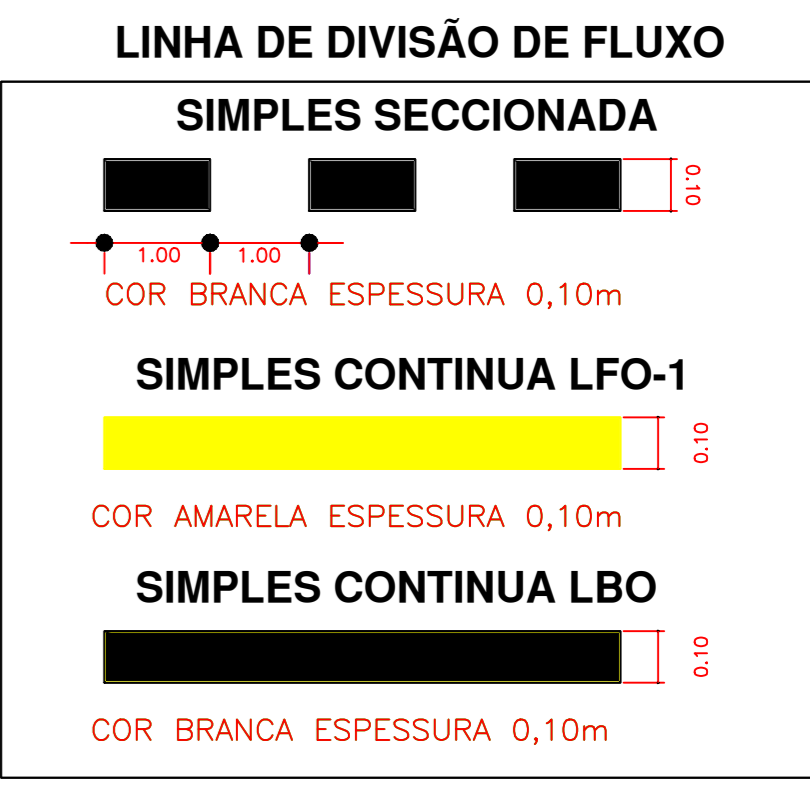 LINHA DE DIVISÃO DE FLUXO
SIMPLES SECCIONADA
0.10
1.00 1.00
COR BRANCA ESPESSURA 0,10m
SIMPLES CONTINUA LFO-1
0.10
COR AMARELA ESPESSURA 0,10m
SIMPLES CONTINUA LBO
0.10
COR BRANCA ESPESSURA 0,10m